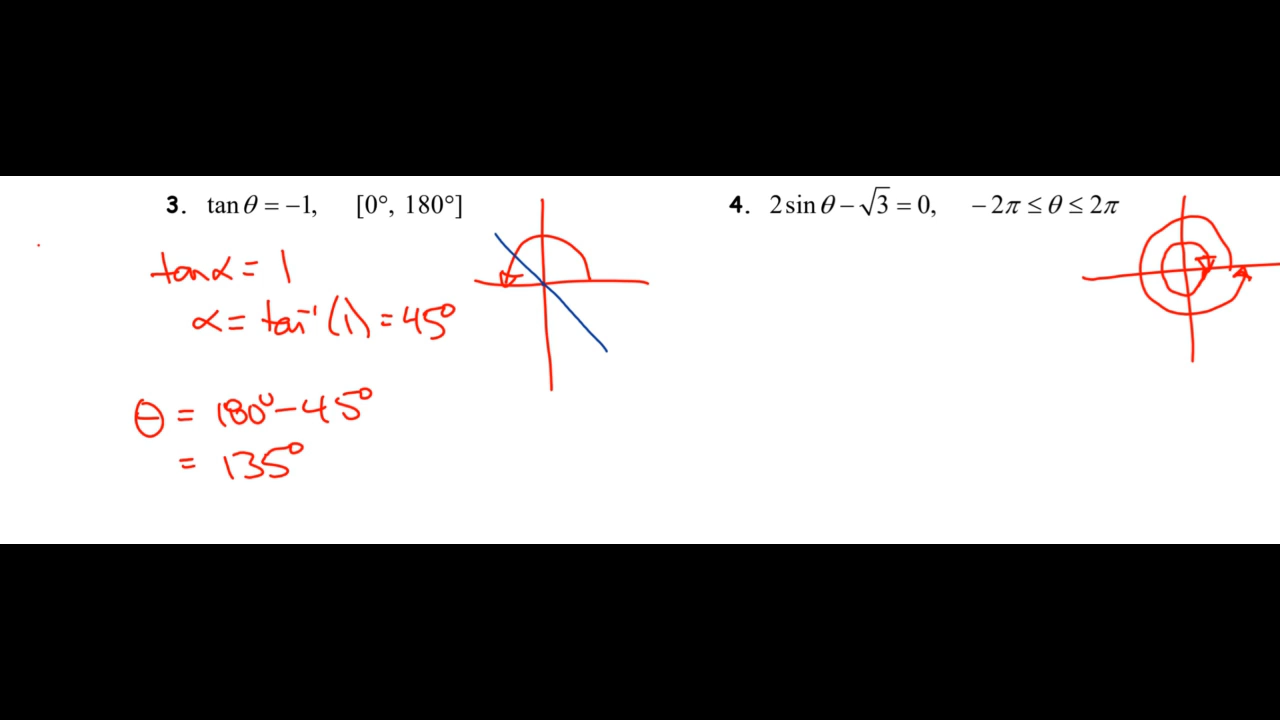 3. tan θ = −1, [0°, 180°]
tan α = 1
α = tan⁻¹(1) = 45°
θ = 180° − 45°
= 135°
4. 2 sin θ − √3 = 0, −2π ≤ θ ≤ 2π